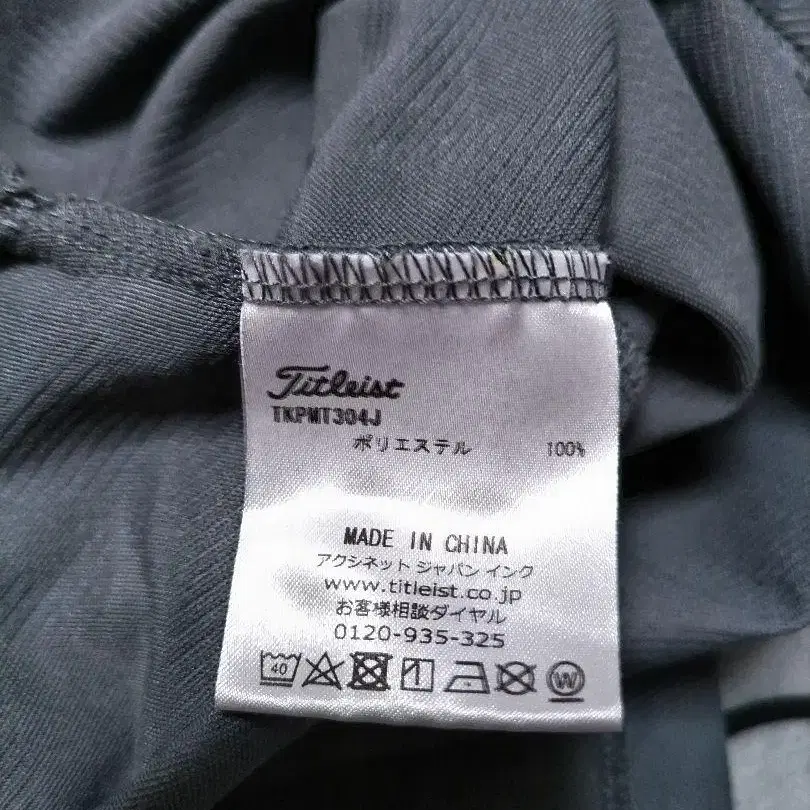 Titleist
TKPMT304J
ポリエステル 100%
MADE IN CHINA
アクシネット ジャパン インク
www.titleist.co.jp
お客様相談ダイヤル
0120-935-325
40
W